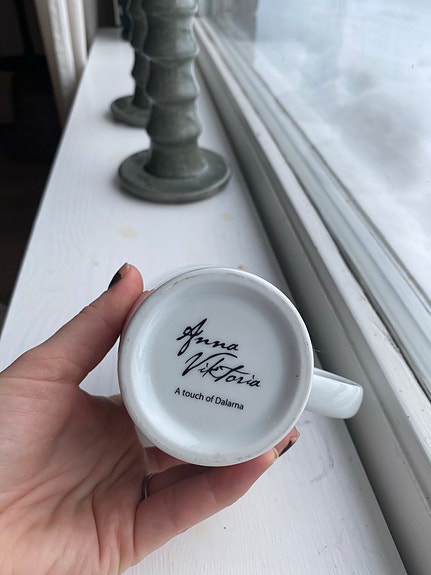 Anna
Viktoria
A touch of Dalarna